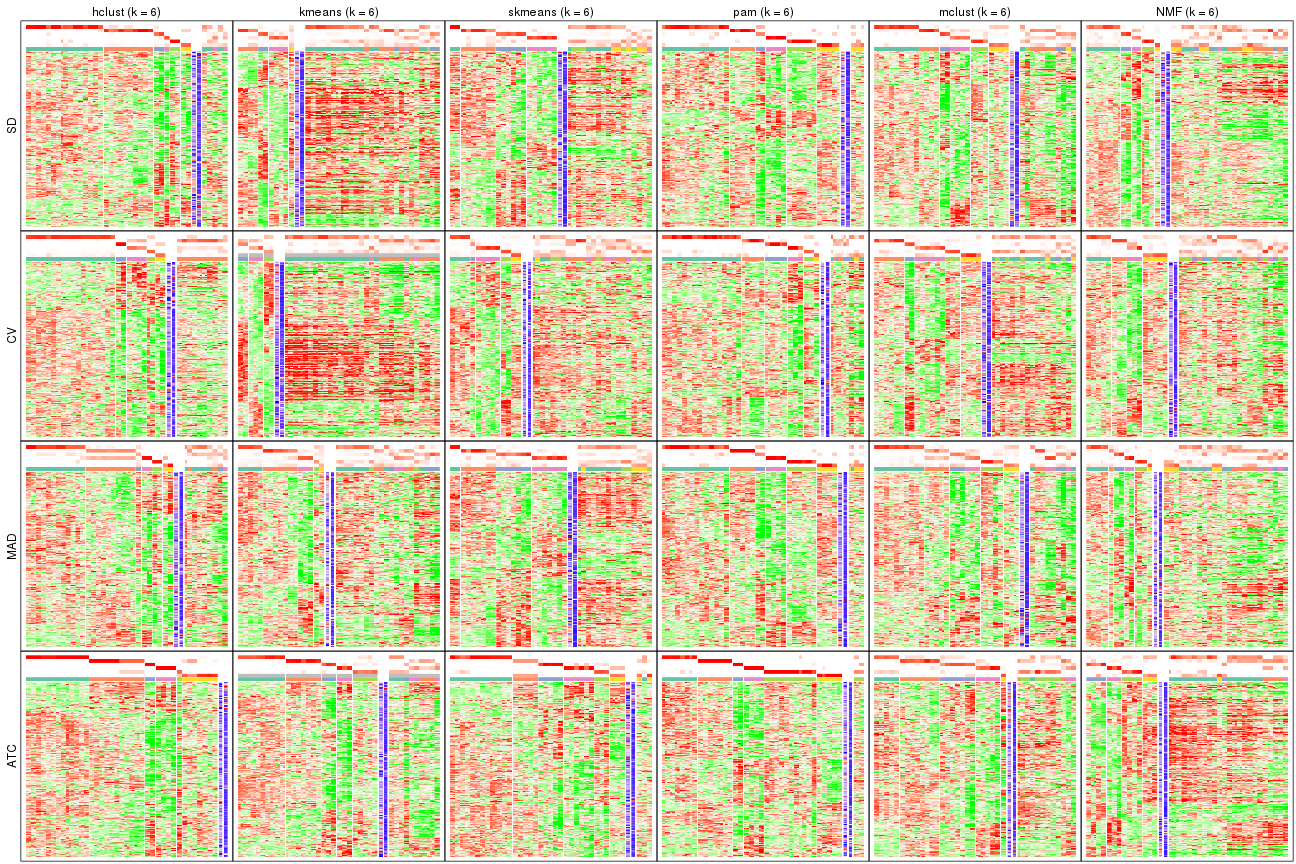 hclust (k = 6)
kmeans (k = 6)
skmeans (k = 6)
pam (k = 6)
mclust (k = 6)
NMF (k = 6)
SD
CV
MAD
ATC